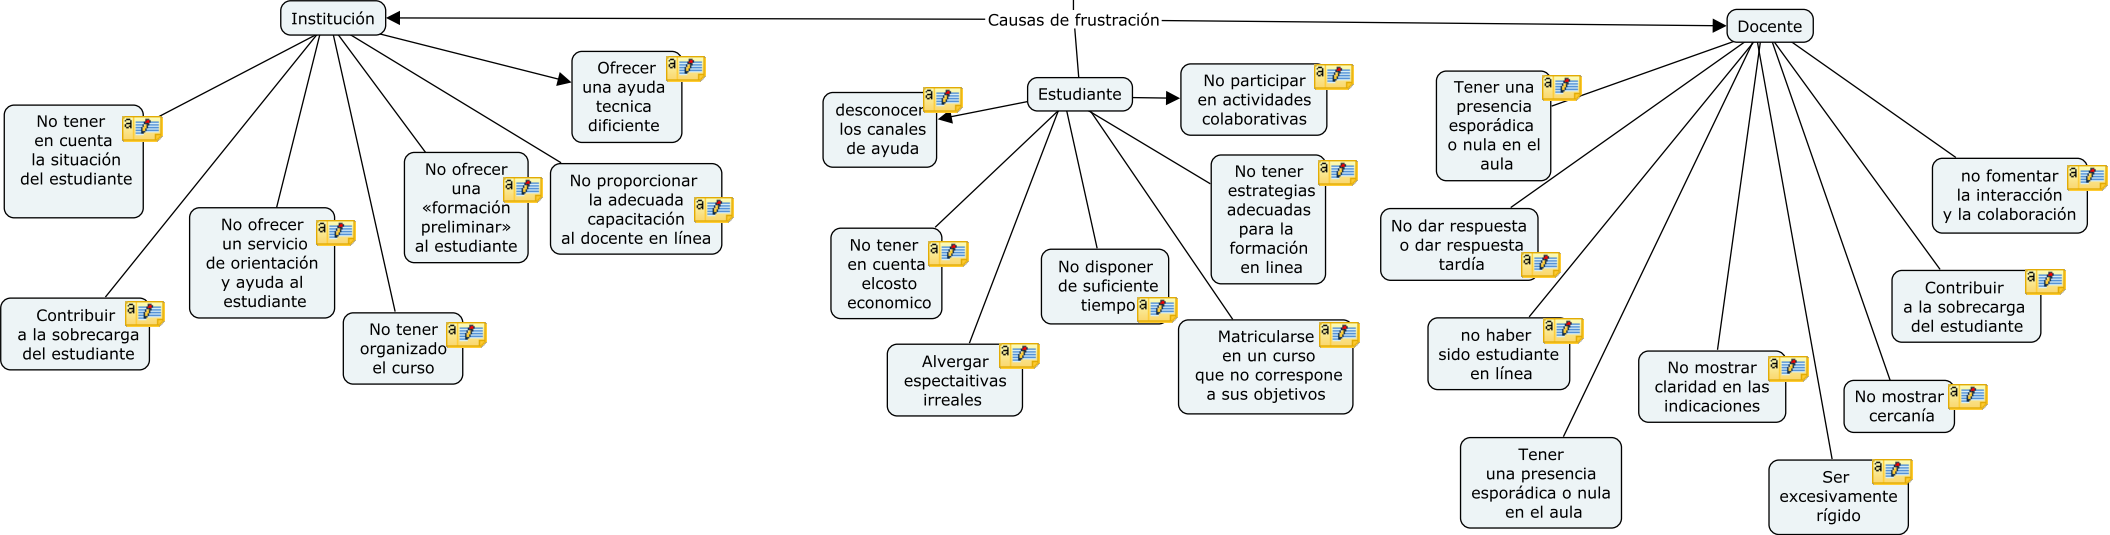 Institución
Causas de frustración
Docente
Ofrecer
una ayuda
tecnica
dificiente
No tener
en cuenta
la situación
del estudiante
No ofrecer
una
«formación
preliminar»
al estudiante
No proporcionar
la adecuada
capacitación
al docente en línea
No ofrecer
un servicio
de orientación
y ayuda al
estudiante
Contribuir
a la sobrecarga
del estudiante
No tener
organizado
el curso
Estudiante
desconocer
los canales
de ayuda
No participar
en actividades
colaborativas
No tener
estrategias
adecuadas
para la
formación
en linea
No tener
en cuenta
elcosto
economico
No disponer
de suficiente
tiempo
Alvergar
espectaitivas
irreales
Matricularse
en un curso
que no corresponde
a sus objetivos
Tener una
presencia
esporádica
o nula en el
aula
no fomentar
la interacción
y la colaboración
No dar respuesta
o dar respuesta
tardía
Contribuir
a la sobrecarga
del estudiante
no haber
sido estudiante
en línea
No mostrar
claridad en las
indicaciones
No mostrar
cercanía
Tener
una presencia
esporádica o nula
en el aula
Ser
excesivamente
rígido